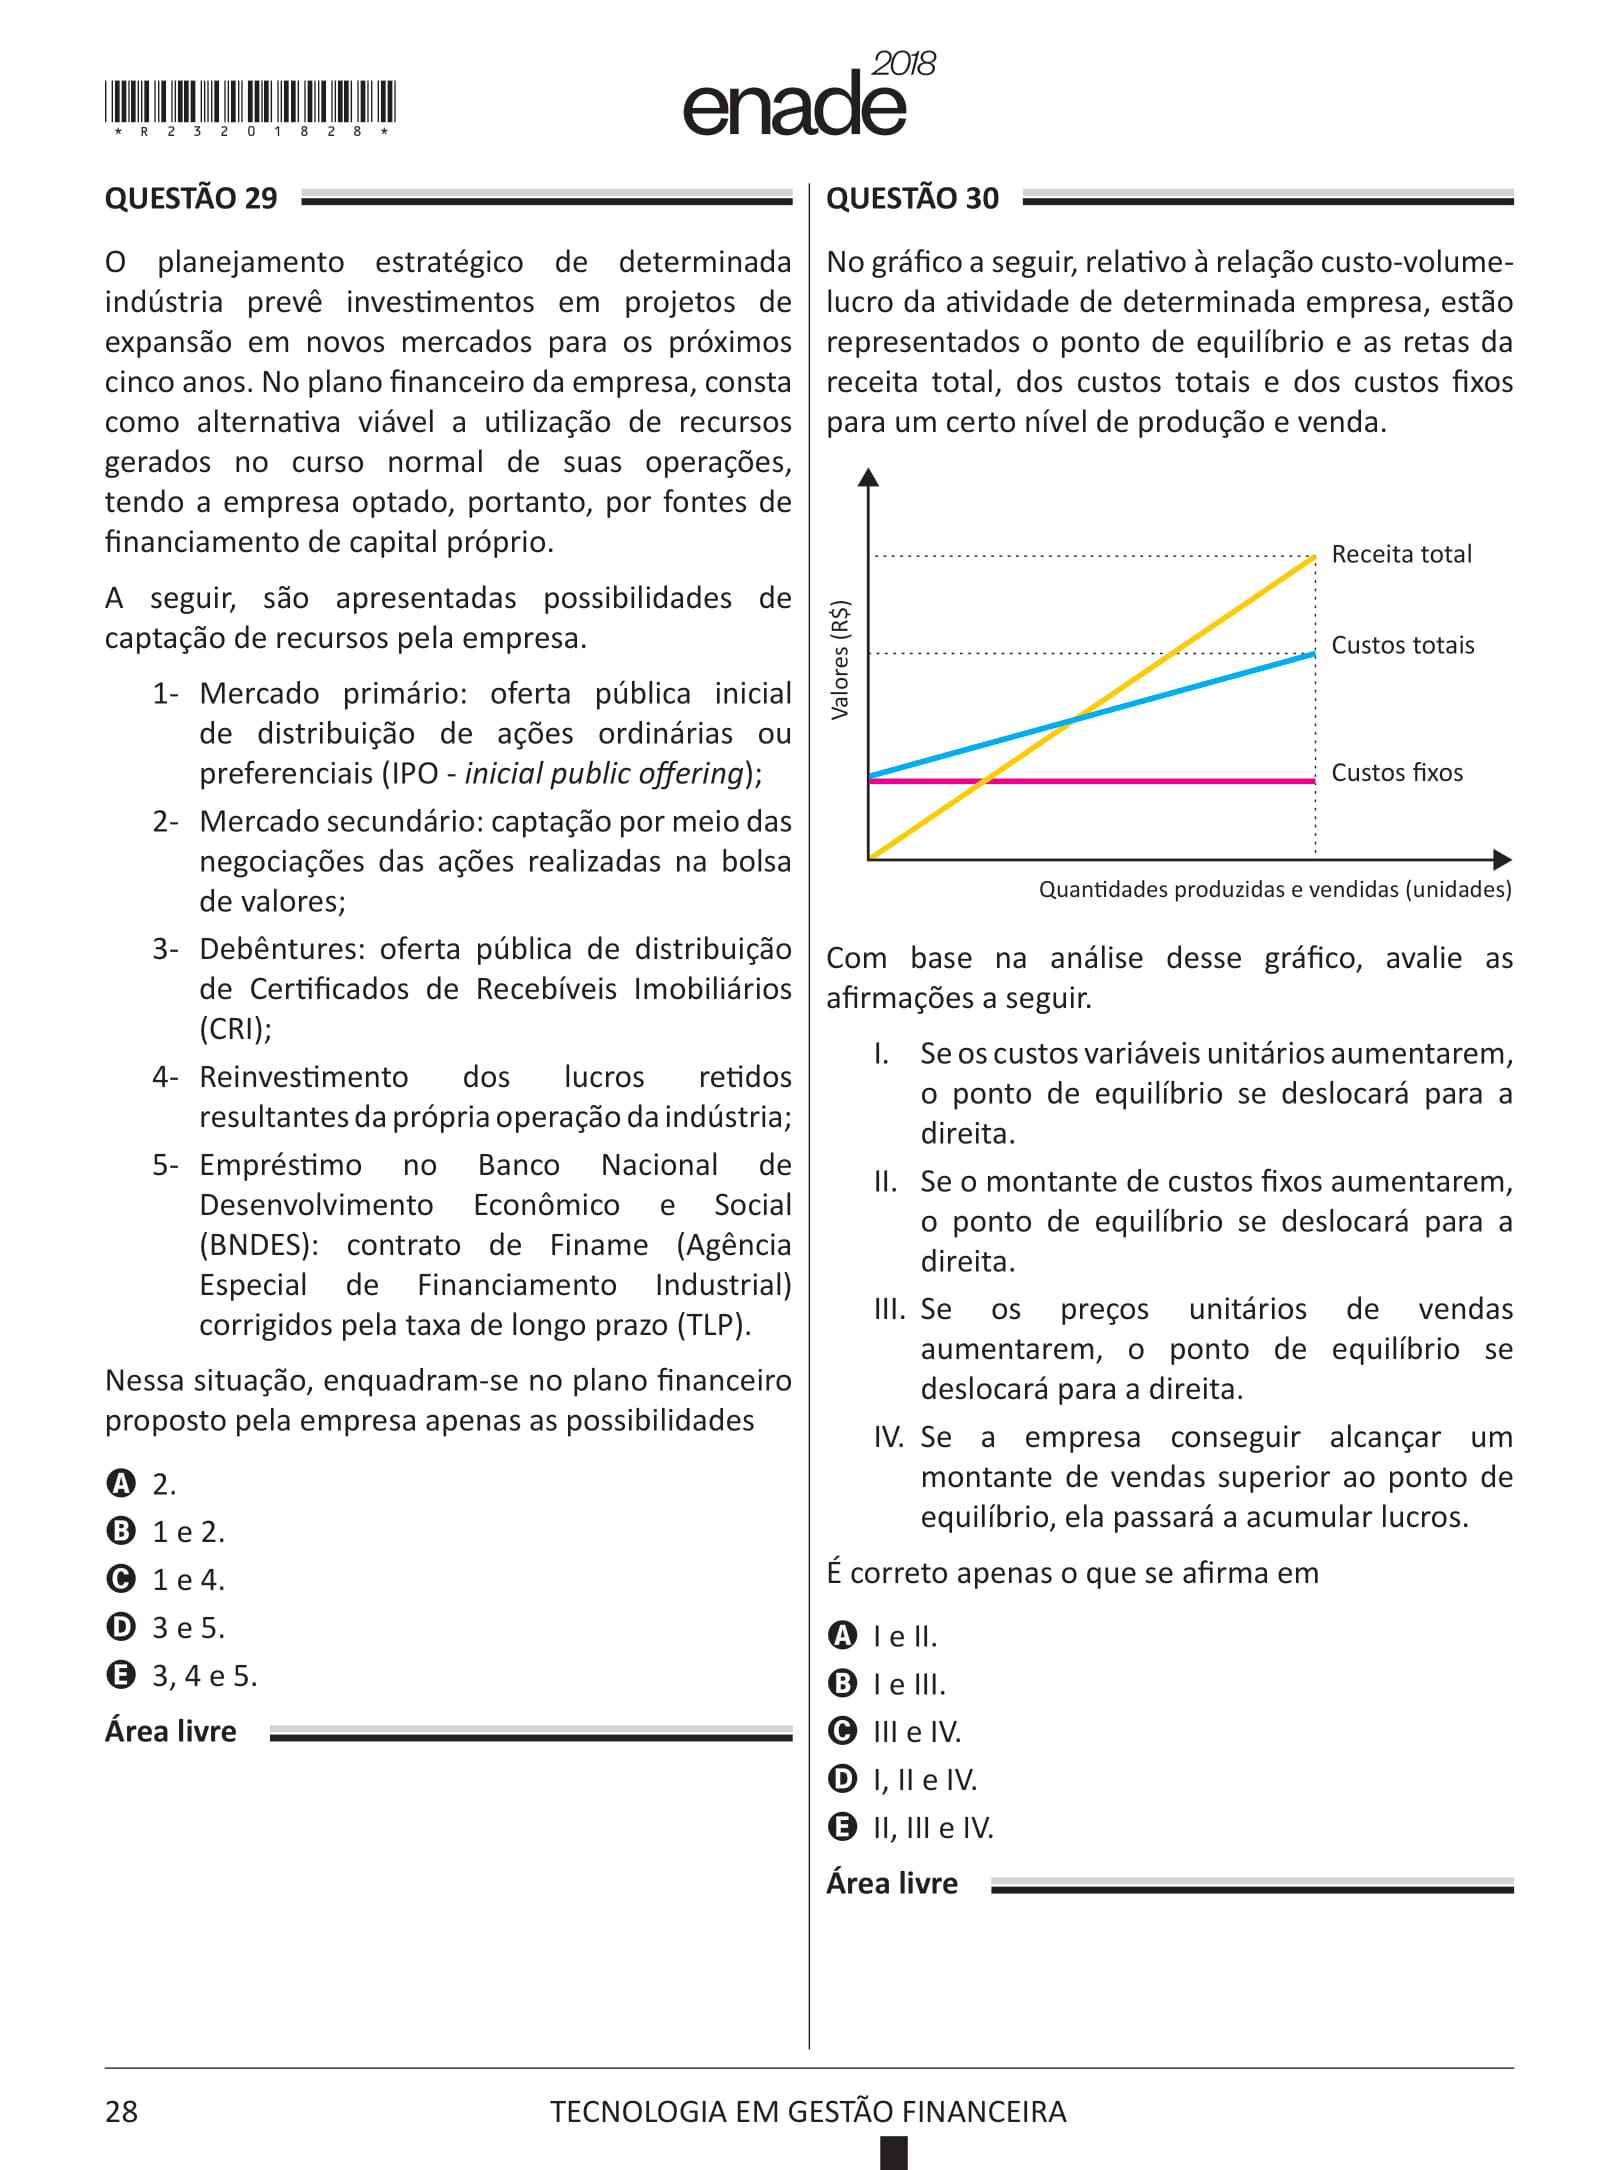 enade 2018
* R 2 3 2 0 1 8 2 8 *
QUESTÃO 29
O planejamento estratégico de determinada
indústria prevê investimentos em projetos de
expansão em novos mercados para os próximos
cinco anos. No plano financeiro da empresa, consta
como alternativa viável a utilização de recursos
gerados no curso normal de suas operações,
tendo a empresa optado, portanto, por fontes de
financiamento de capital próprio.
A seguir, são apresentadas possibilidades de
captação de recursos pela empresa.
1- Mercado primário: oferta pública inicial
de distribuição de ações ordinárias ou
preferenciais (IPO - inicial public offering);
2- Mercado secundário: captação por meio das
negociações das ações realizadas na bolsa
de valores;
3- Debêntures: oferta pública de distribuição
de Certificados de Recebíveis Imobiliários
(CRI);
4- Reinvestimento dos lucros retidos
resultantes da própria operação da indústria;
5- Empréstimo no Banco Nacional de
Desenvolvimento Econômico e Social
(BNDES): contrato de Finame (Agência
Especial de Financiamento Industrial)
corrigidos pela taxa de longo prazo (TLP).
Nessa situação, enquadram-se no plano financeiro
proposto pela empresa apenas as possibilidades
A 2.
B 1 e 2.
C 1 e 4.
D 3 e 5.
E 3, 4 e 5.
Área livre
QUESTÃO 30
No gráfico a seguir, relativo à relação custo-volume-
lucro da atividade de determinada empresa, estão
representados o ponto de equilíbrio e as retas da
receita total, dos custos totais e dos custos fixos
para um certo nível de produção e venda.
Valores (R$)
Receita total
Custos totais
Custos fixos
Quantidades produzidas e vendidas (unidades)
Com base na análise desse gráfico, avalie as
afirmações a seguir.
I. Se os custos variáveis unitários aumentarem,
o ponto de equilíbrio se deslocará para a
direita.
II. Se o montante de custos fixos aumentarem,
o ponto de equilíbrio se deslocará para a
direita.
III. Se os preços unitários de vendas
aumentarem, o ponto de equilíbrio se
deslocará para a direita.
IV. Se a empresa conseguir alcançar um
montante de vendas superior ao ponto de
equilíbrio, ela passará a acumular lucros.
É correto apenas o que se afirma em
A I e II.
B I e III.
C III e IV.
D I, II e IV.
E II, III e IV.
Área livre
28
TECNOLOGIA EM GESTÃO FINANCEIRA